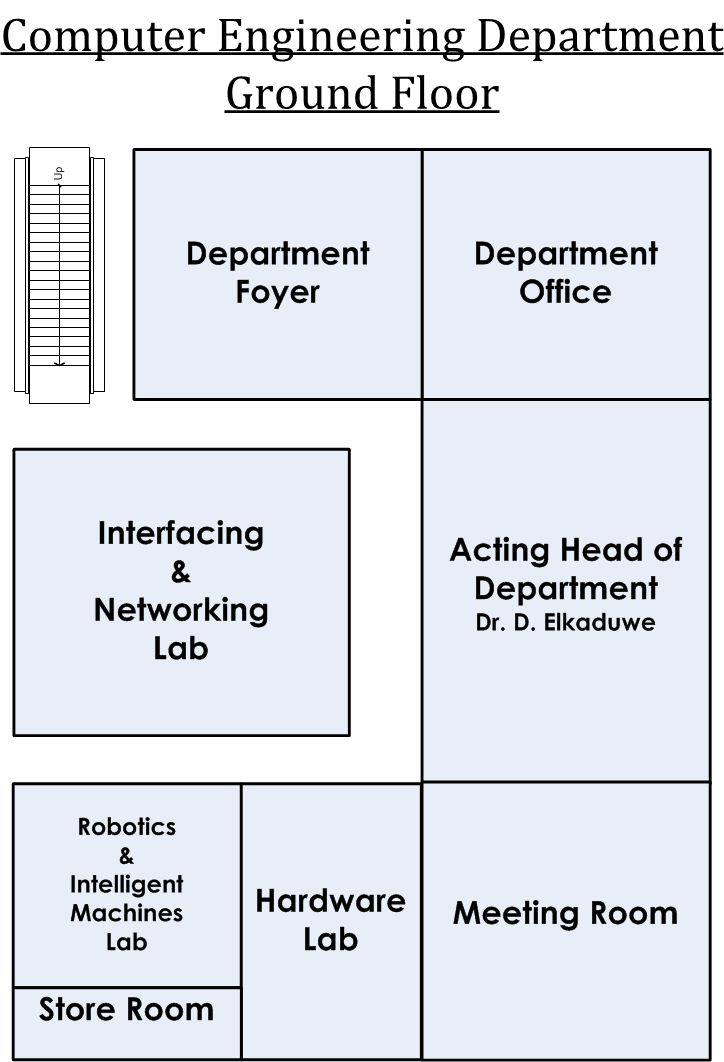 Computer Engineering Department
Ground Floor
Up
Department
Foyer
Department
Office
Interfacing
&
Networking
Lab
Acting Head of
Department
Dr. D. Elkaduwe
Robotics
&
Intelligent
Machines
Lab
Hardware
Lab
Meeting Room
Store Room